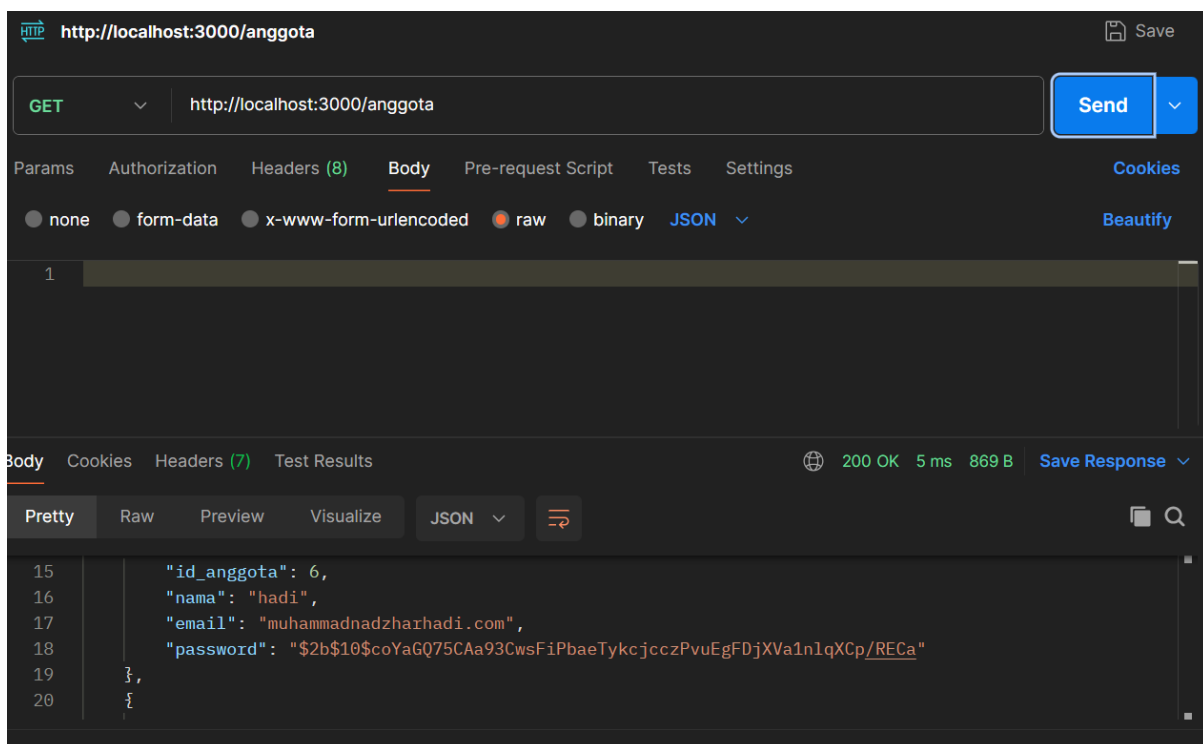 HTTP http://localhost:3000/anggota Save
GET http://localhost:3000/anggota Send
Params Authorization Headers (8) Body Pre-request Script Tests Settings Cookies
none form-data x-www-form-urlencoded raw binary JSON Beautify
1
Body Cookies Headers (7) Test Results 200 OK 5 ms 869 B Save Response
Pretty Raw Preview Visualize JSON
15 "id_anggota": 6,
16 "nama": "hadi",
17 "email": "muhammadnadzharhadi.com",
18 "password": "$2b$10$coYaGQ75CAa93CwsFiPbaeTykcjcczPvuEgFDjXVa1nlqXCp/RECa"
19 },
20 {